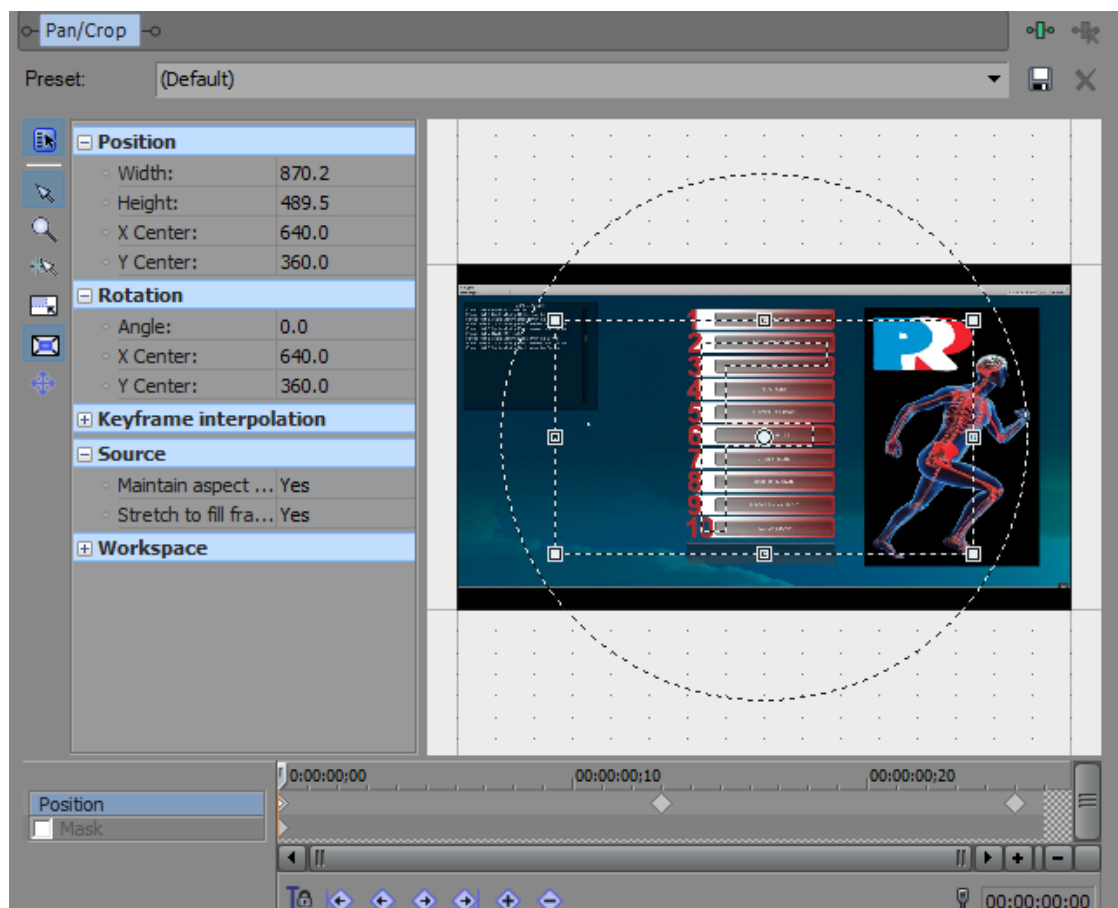 Pan/Crop
Preset: (Default)
Position
Width: 870.2
Height: 489.5
X Center: 640.0
Y Center: 360.0
Rotation
Angle: 0.0
X Center: 640.0
Y Center: 360.0
Keyframe interpolation
Source
Maintain aspect ... Yes
Stretch to fill fra... Yes
Workspace
1
2
3
5
6
7
8
9
10
0:00:00;00 00:00:00;10 00:00:00;20
Position
Mask
00:00:00;00